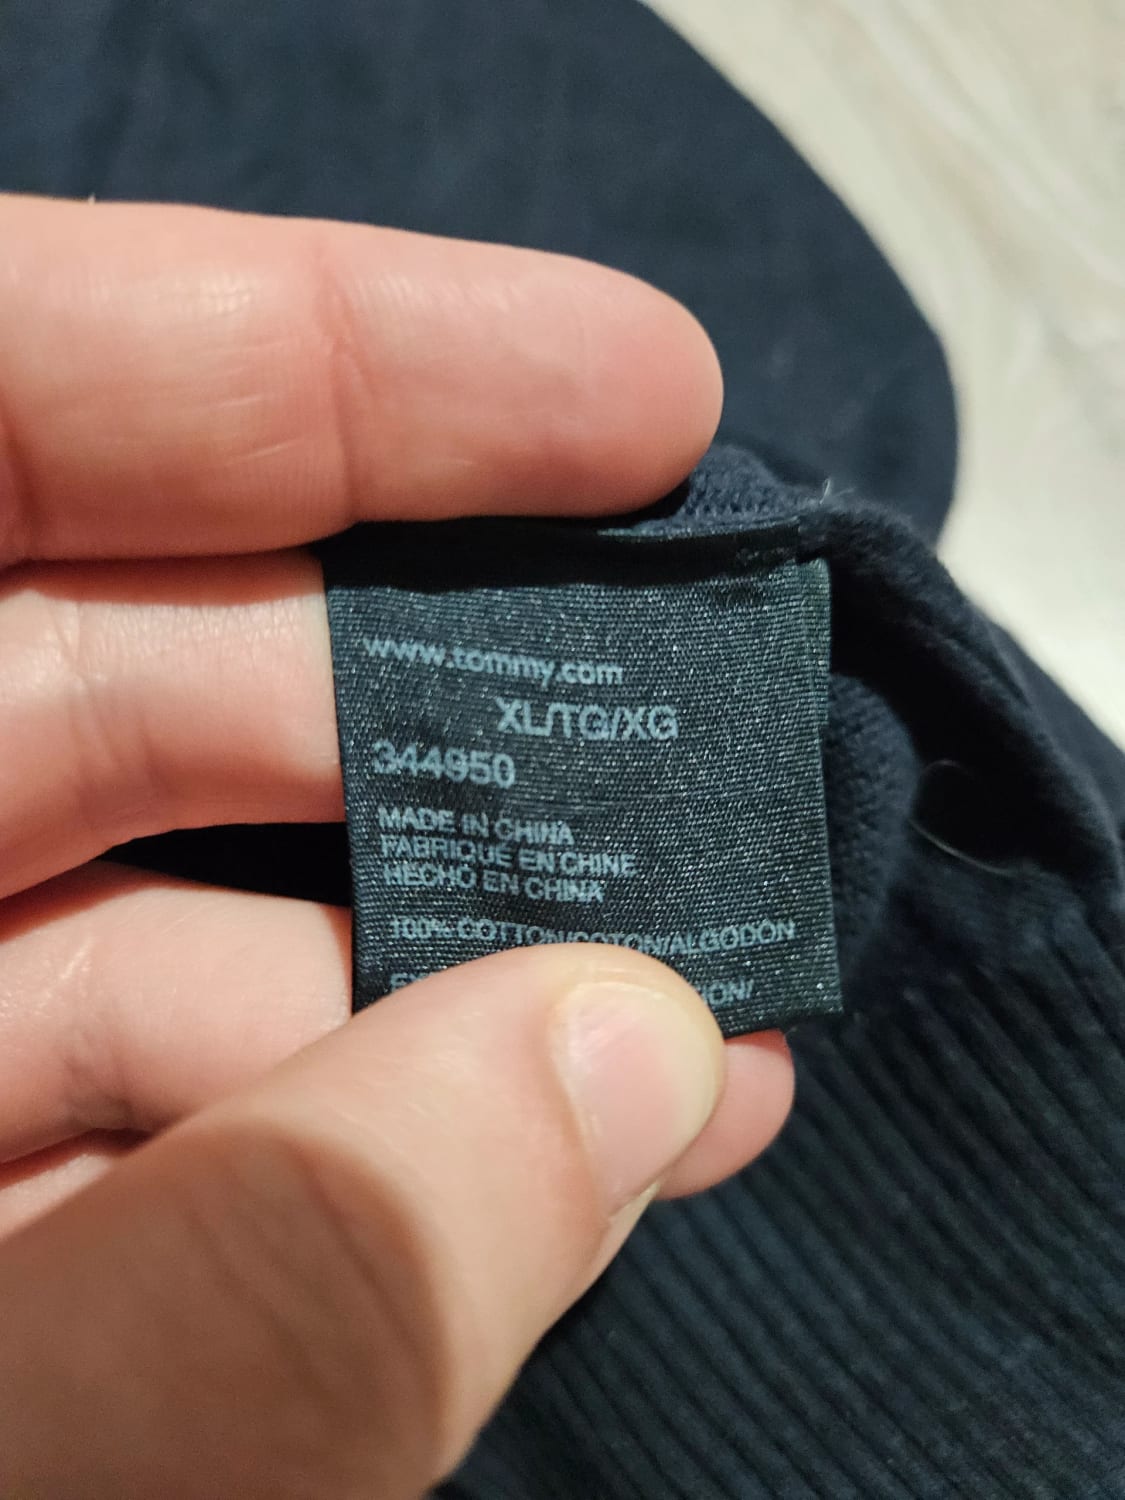 www.tommy.com
XL/TG/XG
344950
MADE IN CHINA
FABRIQUE EN CHINE
HECHO EN CHINA
100% COTTON/COTON/ALGODÓN